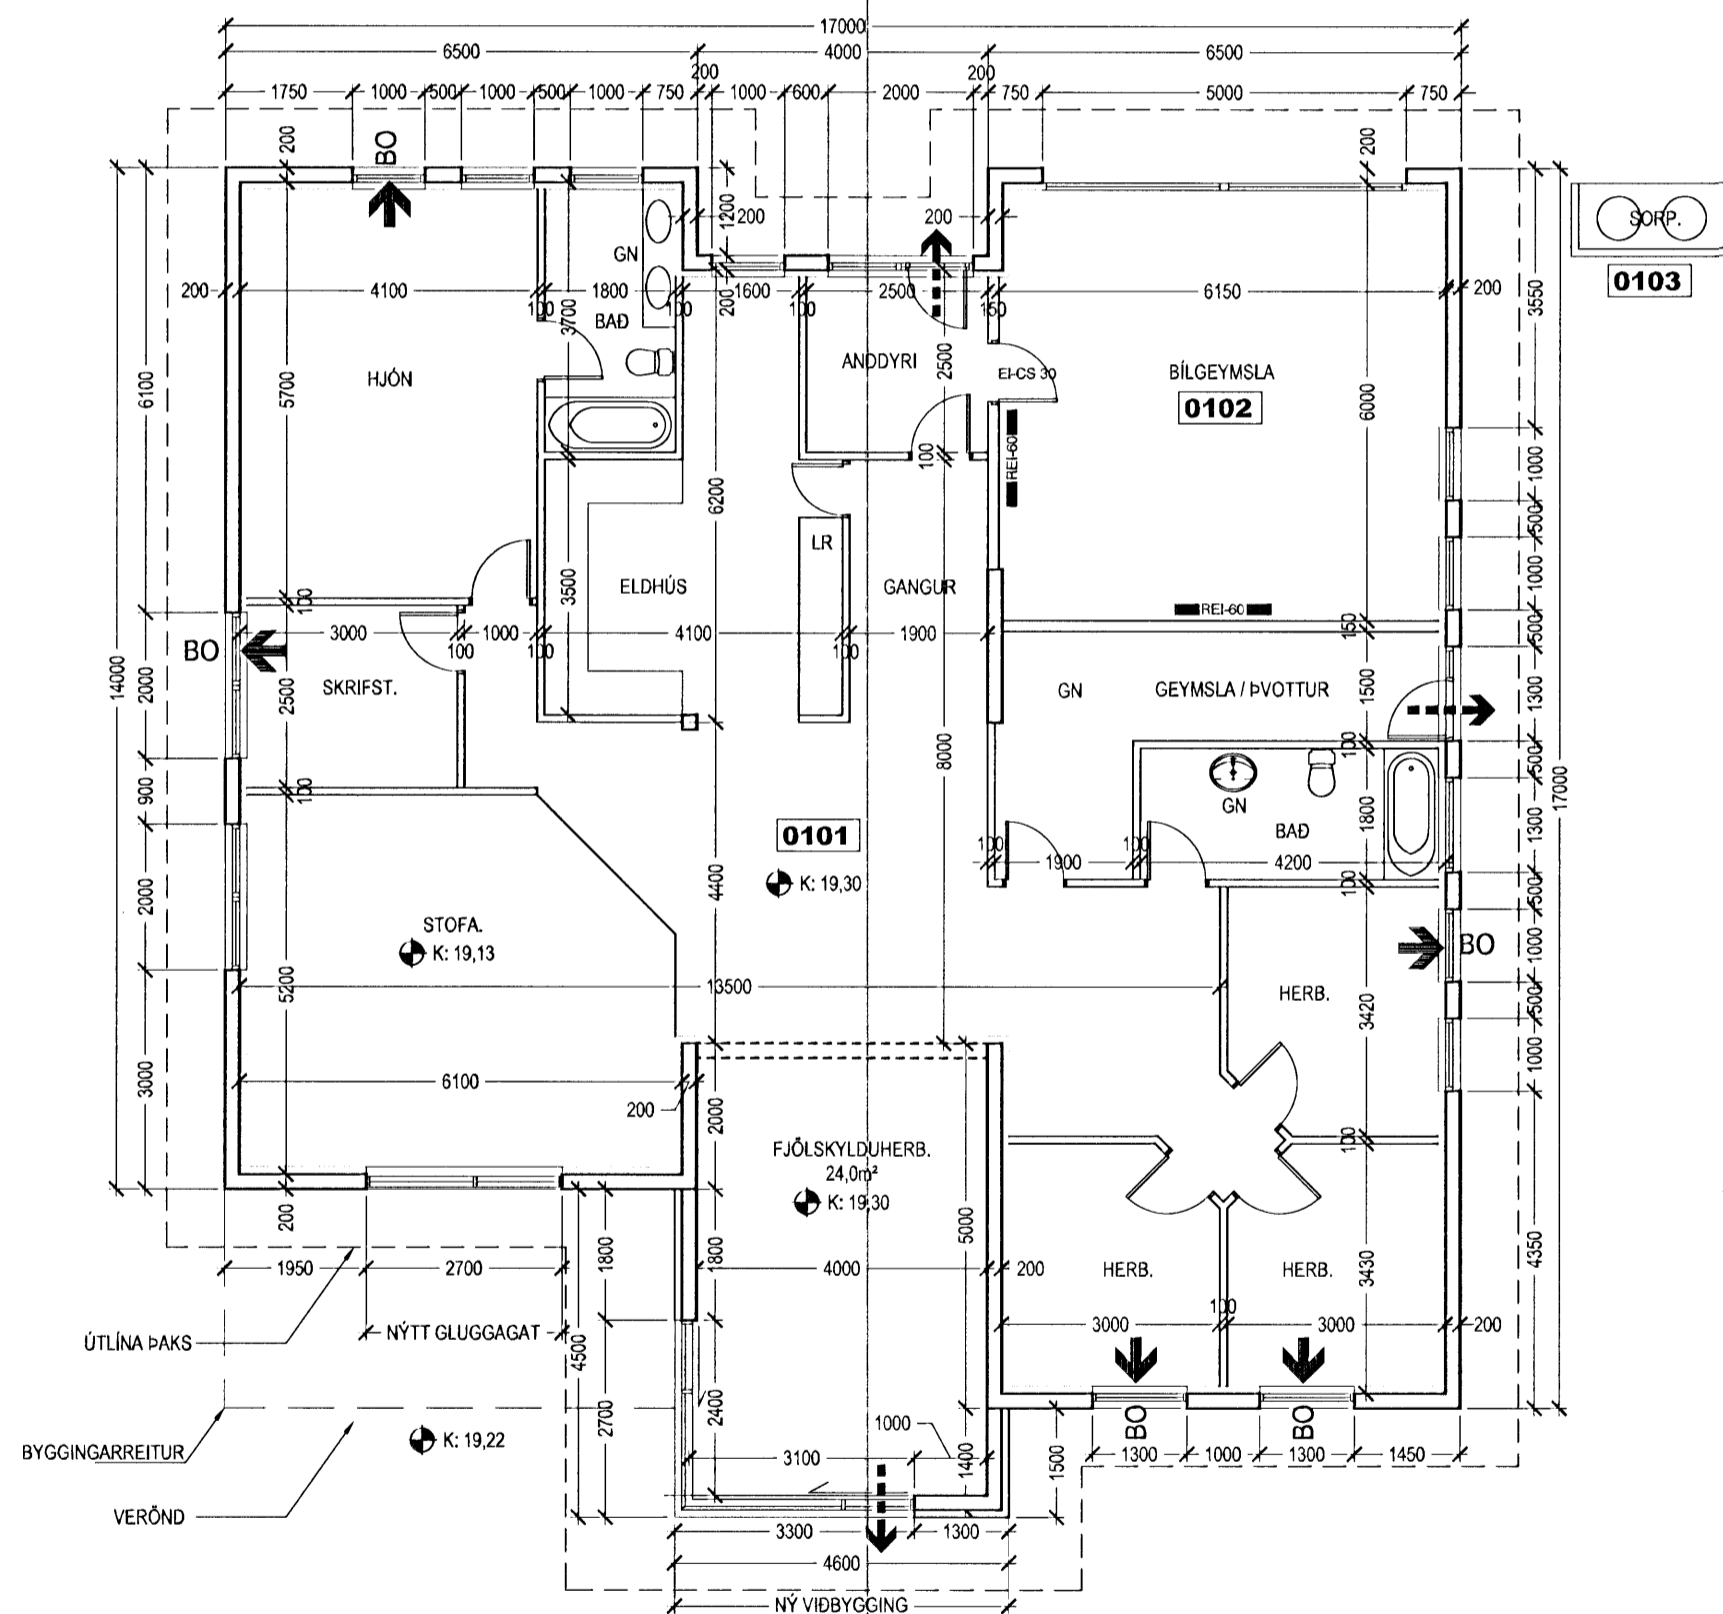 17000
6500 4000 6500
200 200
1750 1000 500 1000 500 1000 750 1000 600 2000 750 5000 750
200 BO 200
1200 200 200 SORP.
GN 0103
200 4100 100 1800 100 1600 200 100 2500 150 6150 200 3550
3700 BAÐ
6100 5700 HJÓN ANDDYRI 2500 EI-CS 30 BÍLGEYMSLA
0102 6000
100 REI-60 1000
6200 500
LR
3500 ELDHÚS GANGUR 1000
100 REI-60
3000 100 1000 100 4100 100 1900 150 500
BO
14000 2000 2500 SKRIFST. GN GEYMSLA / ÞVOTTUR 1500 1300
8000 100 500
900 100 17000
GN
0101 BAÐ 1800 1300
100 1900 100 4200
K: 19,30 4400 100 500
2000
STOFA.
K: 19,13 BO 1000
5200 13500 HERB. 3420 500
1000
3000 6100
200 2000 100
FJÖLSKYLDUHERB.
24,0m²
K: 19,30
200
1800 1800 5000 4350
1950 2700 4000 200 HERB. HERB. 3430
100
NÝTT GLUGGAGAT 3000 3000 200
ÚTLÍNA ÞAKS
4500
2700 2400 1000 BO BO
K: 19,22
BYGGINGARREITUR 3100 1400 1500 1300 1000 1300 1450
VERÖND
3300 1300
4600
NÝ VIÐBYGGING